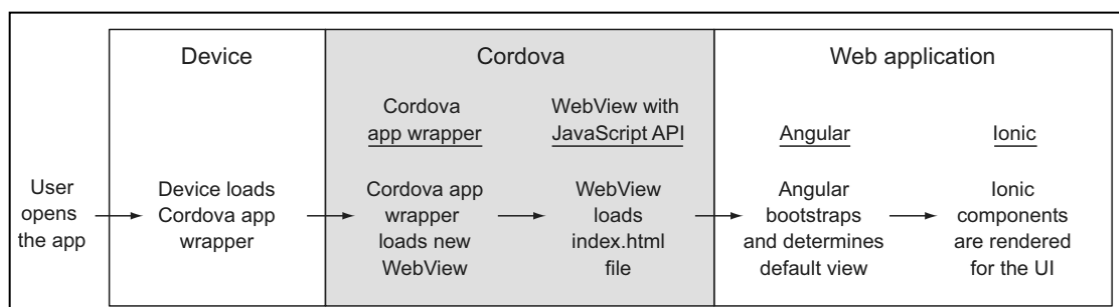 Device
Cordova
Web application
Cordova
app wrapper
WebView with
JavaScript API
Angular
Ionic
User
opens
the app
Device loads
Cordova app
wrapper
Cordova app
wrapper
loads new
WebView
WebView
loads
index.html
file
Angular
bootstraps
and determines
default view
Ionic
components
are rendered
for the UI